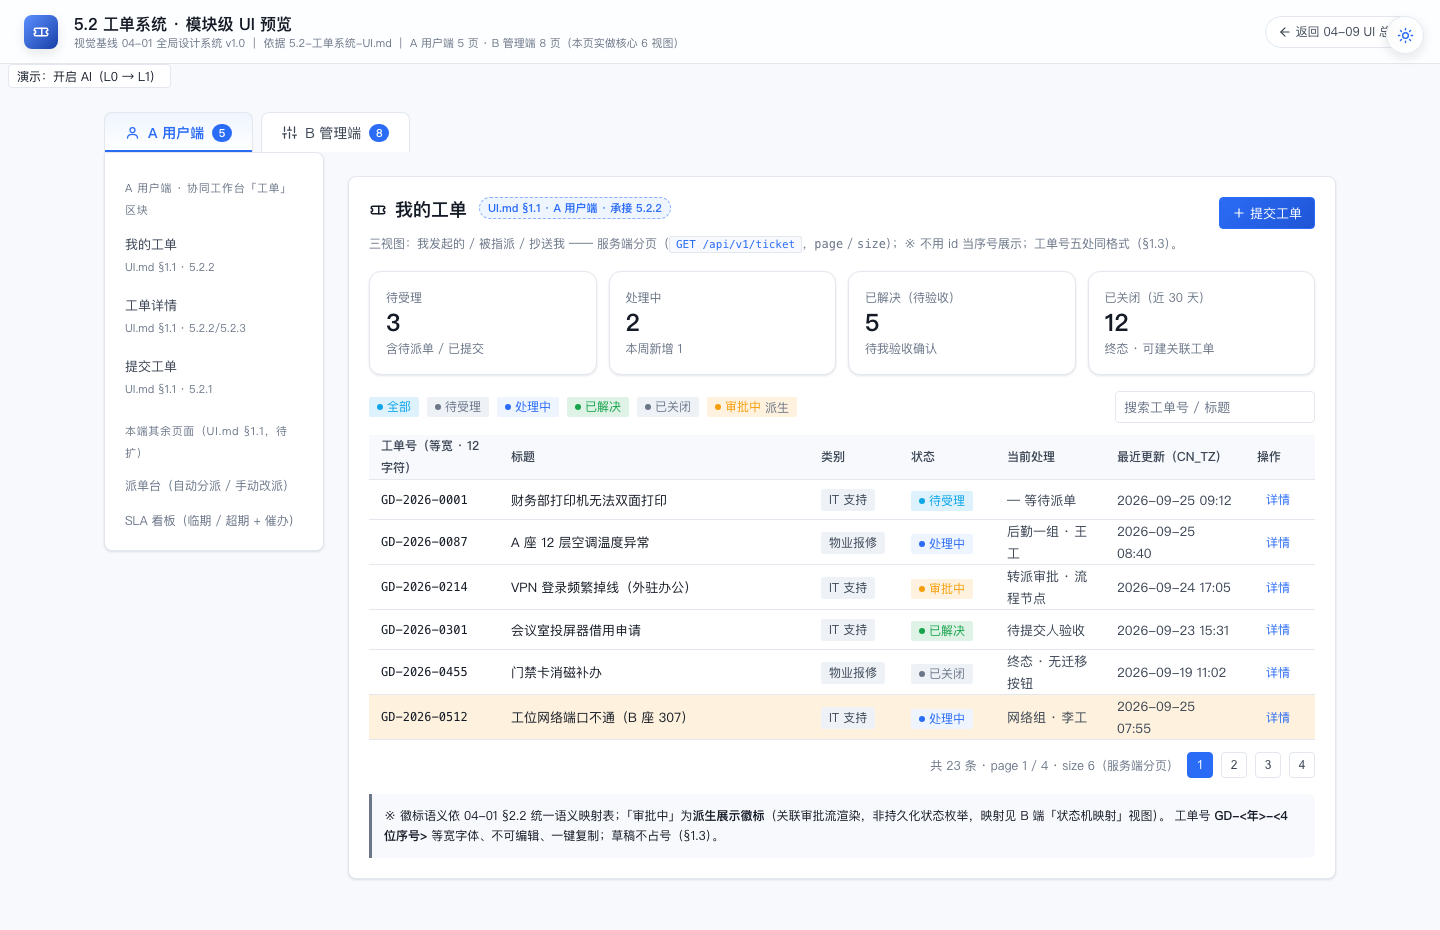 5.2 工单系统 · 模块级 UI 预览
视觉基线 04-01 全局设计系统 v1.0 | 依据 5.2-工单系统-UI.md | A 用户端 5 页 · B 管理端 8 页（本页实做核心 6 视图）
← 返回 04-09 UI 总
演示：开启 AI（L0 → L1）
A 用户端 5
B 管理端 8
A 用户端 · 协同工作台「工单」
区块
我的工单
UI.md §1.1 · 5.2.2
工单详情
UI.md §1.1 · 5.2.2/5.2.3
提交工单
UI.md §1.1 · 5.2.1
本端其余页面（UI.md §1.1，待
扩）
派单台（自动分派 / 手动改派）
SLA 看板（临期 / 超期 + 催办）
我的工单 UI.md §1.1 · A 用户端 · 承接 5.2.2
+ 提交工单
三视图：我发起的 / 被指派 / 抄送我 —— 服务端分页（GET /api/v1/ticket，page / size）；※ 不用 id 当序号展示；工单号五处同格式（§1.3）。
待受理
3
含待派单 / 已提交
处理中
2
本周新增 1
已解决（待验收）
5
待我验收确认
已关闭（近 30 天）
12
终态 · 可建关联工单
全部 待受理 处理中 已解决 已关闭 审批中 派生
搜索工单号 / 标题
工单号（等宽 · 12
字符） 标题 类别 状态 当前处理 最近更新（CN_TZ） 操作
GD-2026-0001 财务部打印机无法双面打印 IT 支持 待受理 — 等待派单 2026-09-25 09:12 详情
GD-2026-0087 A 座 12 层空调温度异常 物业报修 处理中 后勤一组 · 王
工 2026-09-25
08:40 详情
GD-2026-0214 VPN 登录频繁掉线（外驻办公） IT 支持 审批中 转派审批 · 流
程节点 2026-09-24 17:05 详情
GD-2026-0301 会议室投屏器借用申请 IT 支持 已解决 待提交人验收 2026-09-23 15:31 详情
GD-2026-0455 门禁卡消磁补办 物业报修 已关闭 终态 · 无迁移
按钮 2026-09-19 11:02 详情
GD-2026-0512 工位网络端口不通（B 座 307） IT 支持 处理中 网络组 · 李工 2026-09-25
07:55 详情
共 23 条 · page 1 / 4 · size 6（服务端分页） 1 2 3 4
※ 徽标语义依 04-01 §2.2 统一语义映射表；「审批中」为派生展示徽标（关联审批流渲染，非持久化状态枚举，映射见 B 端「状态机映射」视图）。 工单号 GD-<年>-<4
位序号> 等宽字体、不可编辑、一键复制；草稿不占号（§1.3）。